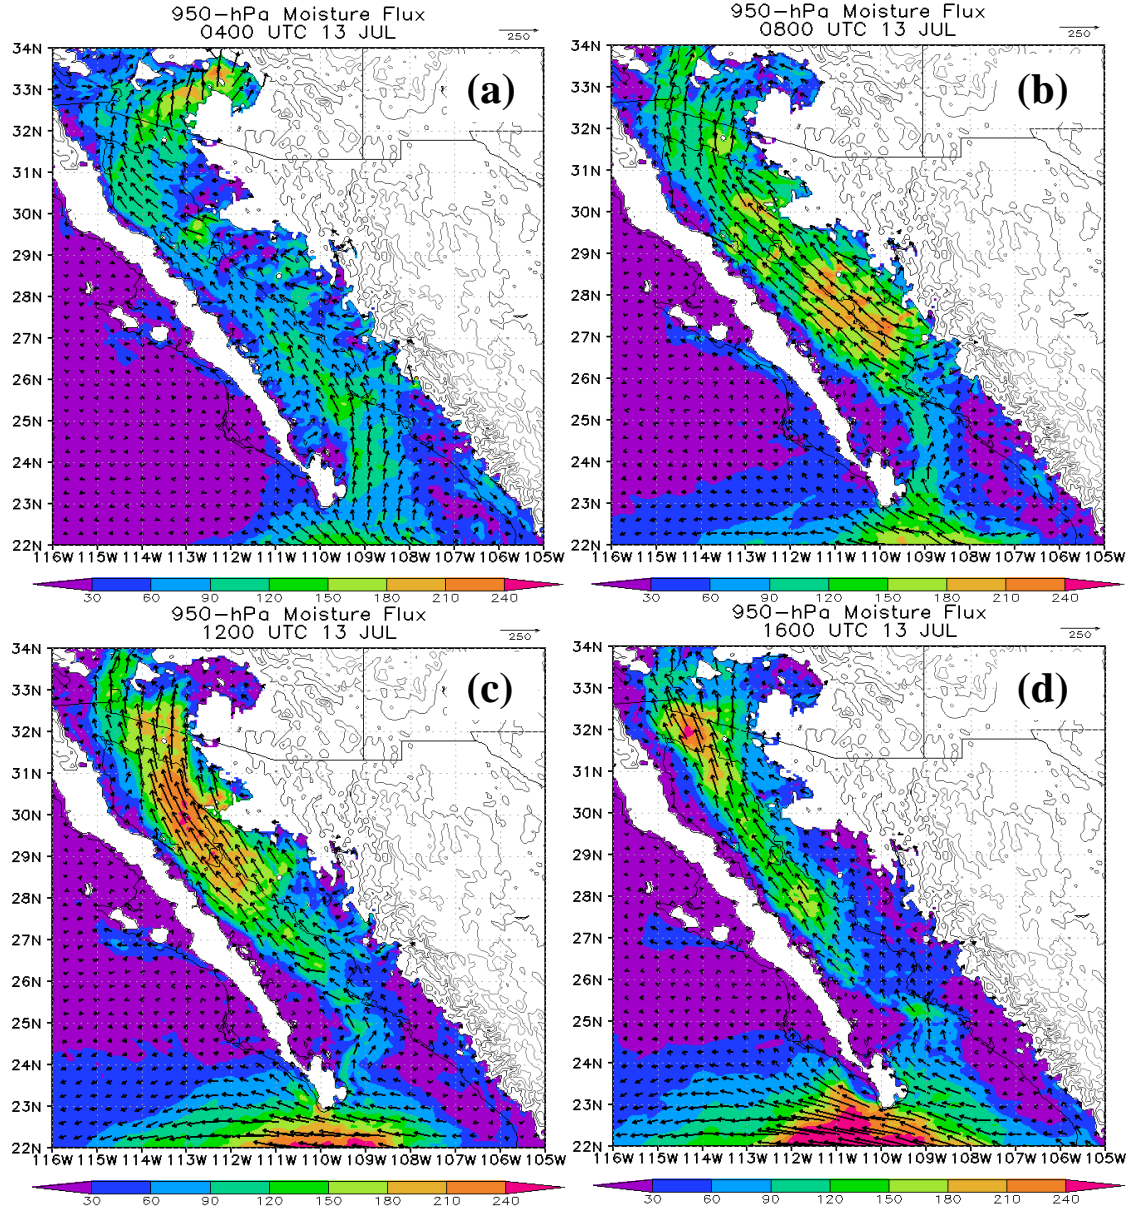 950-hPa Moisture Flux
0400 UTC 13 JUL
250
(a)
34N
33N
32N
31N
30N
29N
28N
27N
26N
25N
24N
23N
22N
116W 115W 114W 113W 112W 111W 110W 109W 108W 107W 106W 105W
30 60 90 120 150 180 210 240
950-hPa Moisture Flux
0800 UTC 13 JUL
250
(b)
34N
33N
32N
31N
30N
29N
28N
27N
26N
25N
24N
23N
22N
116W 115W 114W 113W 112W 111W 110W 109W 108W 107W 106W 105W
30 60 90 120 150 180 210 240
950-hPa Moisture Flux
1200 UTC 13 JUL
250
(c)
34N
33N
32N
31N
30N
29N
28N
27N
26N
25N
24N
23N
22N
116W 115W 114W 113W 112W 111W 110W 109W 108W 107W 106W 105W
30 60 90 120 150 180 210 240
950-hPa Moisture Flux
1600 UTC 13 JUL
250
(d)
34N
33N
32N
31N
30N
29N
28N
27N
26N
25N
24N
23N
22N
116W 115W 114W 113W 112W 111W 110W 109W 108W 107W 106W 105W
30 60 90 120 150 180 210 240